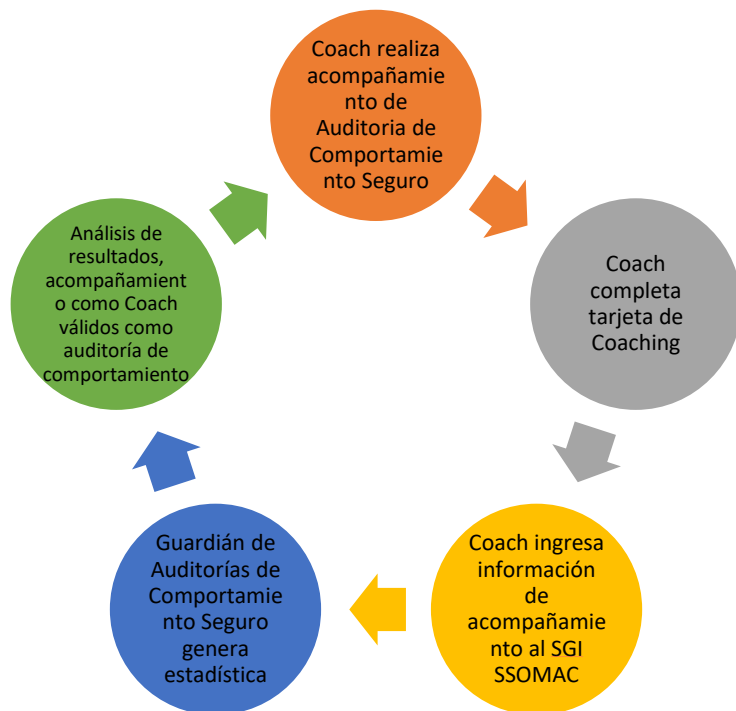 Coach realiza
acompañamie
nto de
Auditoria de
Comportamie
nto Seguro
Coach
completa
tarjeta de
Coaching
Coach ingresa
información
de
acompañamie
nto al SGI
SSOMAC
Guardián de
Auditorías de
Comportamie
nto Seguro
genera
estadística
Análisis de
resultados,
acompañamient
o como Coach
válidos como
auditoría de
comportamiento